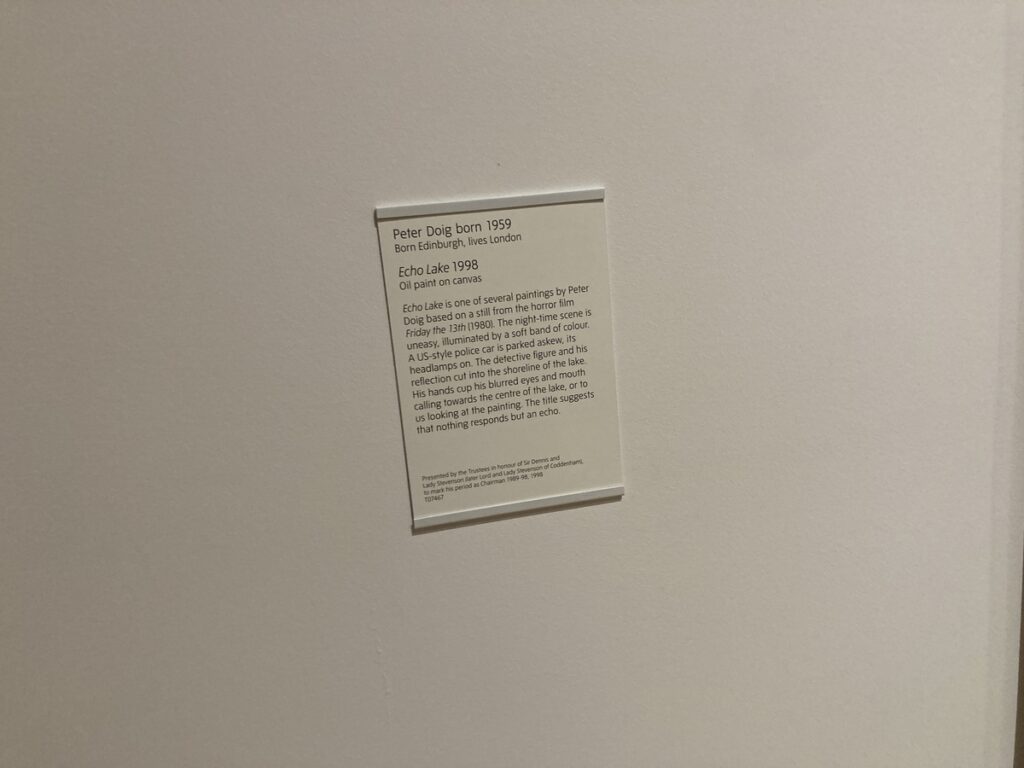 Peter Doig born 1959
Born Edinburgh, lives London
Echo Lake 1998
Oil paint on canvas
Echo Lake is one of several paintings by Peter
Doig based on a still from the horror film
Friday the 13th (1980). The night-time scene is
uneasy, illuminated by a soft band of colour.
A US-style police car is parked askew, its
headlamps on. The detective figure and his
reflection cut into the shoreline of the lake.
His hands cup his blurred eyes and mouth
calling towards the centre of the lake, or to
us looking at the painting. The title suggests
that nothing responds but an echo.
Presented by the Trustees in honour of Sir Dennis and
Lady Stevenson (later Lord and Lady Stevenson of Coddenham),
to mark his period as Chairman 1989-98, 1998
T07467